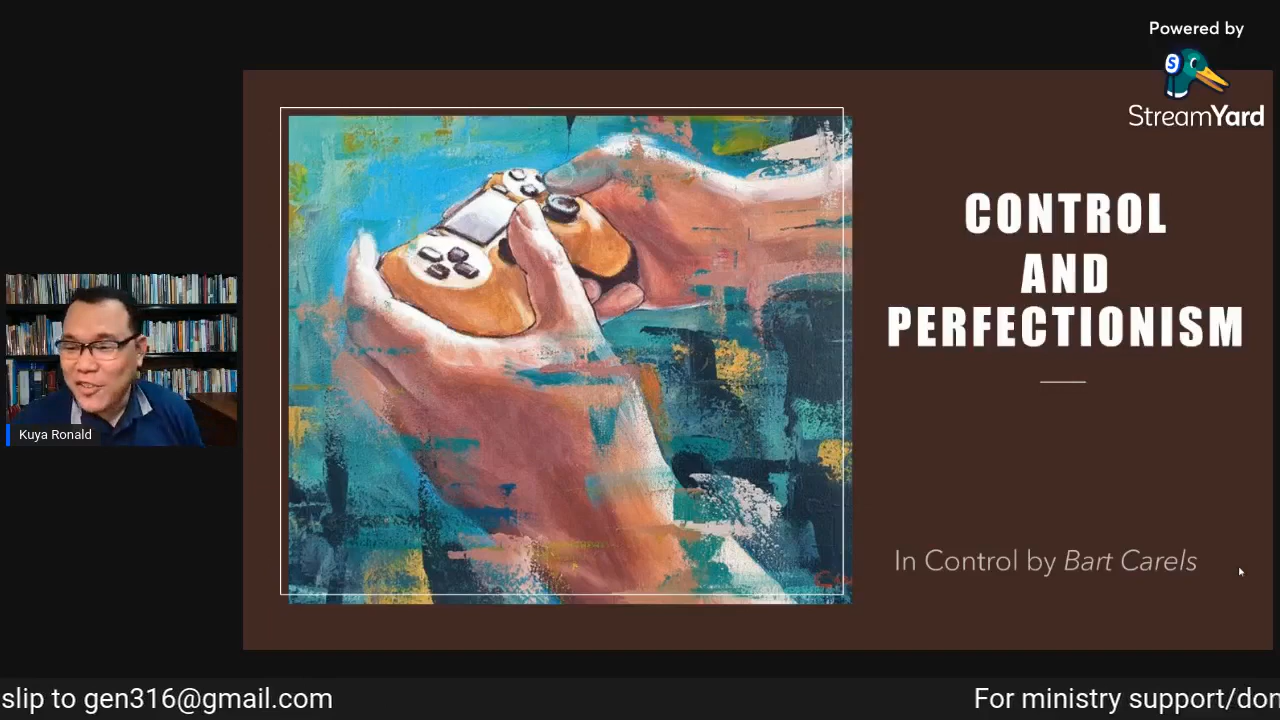 Powered by
StreamYard
CONTROL
AND
PERFECTIONISM
In Control by Bart Carels
Kuya Ronald
slip to gen316@gmail.com
For ministry support/don